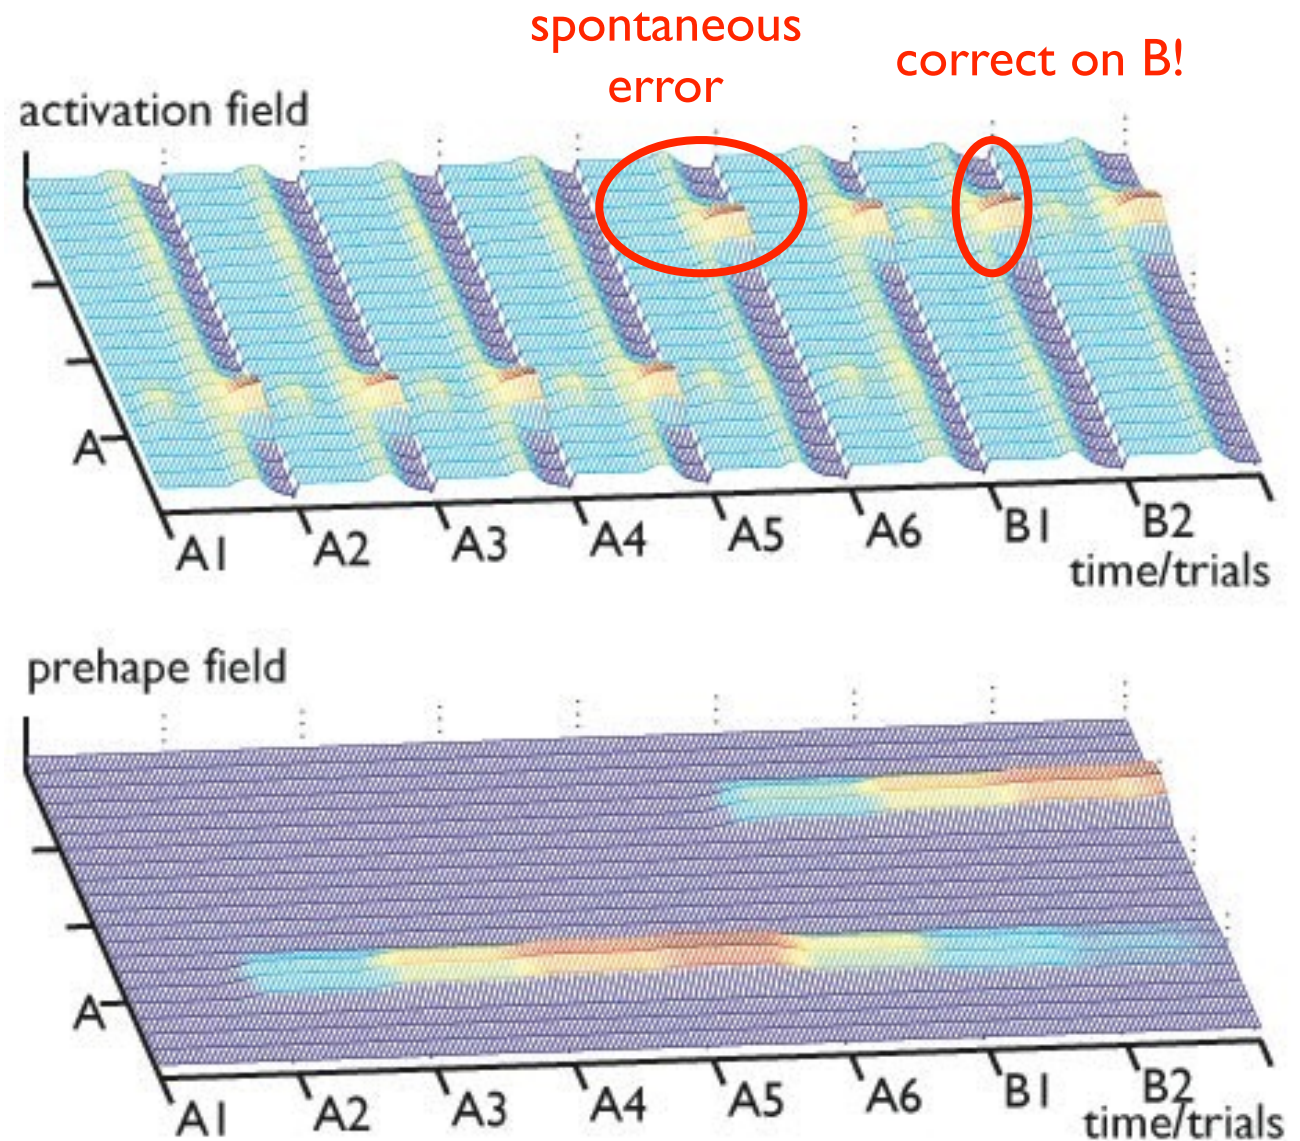 spontaneous
error
correct on B!
activation field
A
A1 A2 A3 A4 A5 A6 B1 B2
time/trials
prehape field
A
A1 A2 A3 A4 A5 A6 B1 B2
time/trials